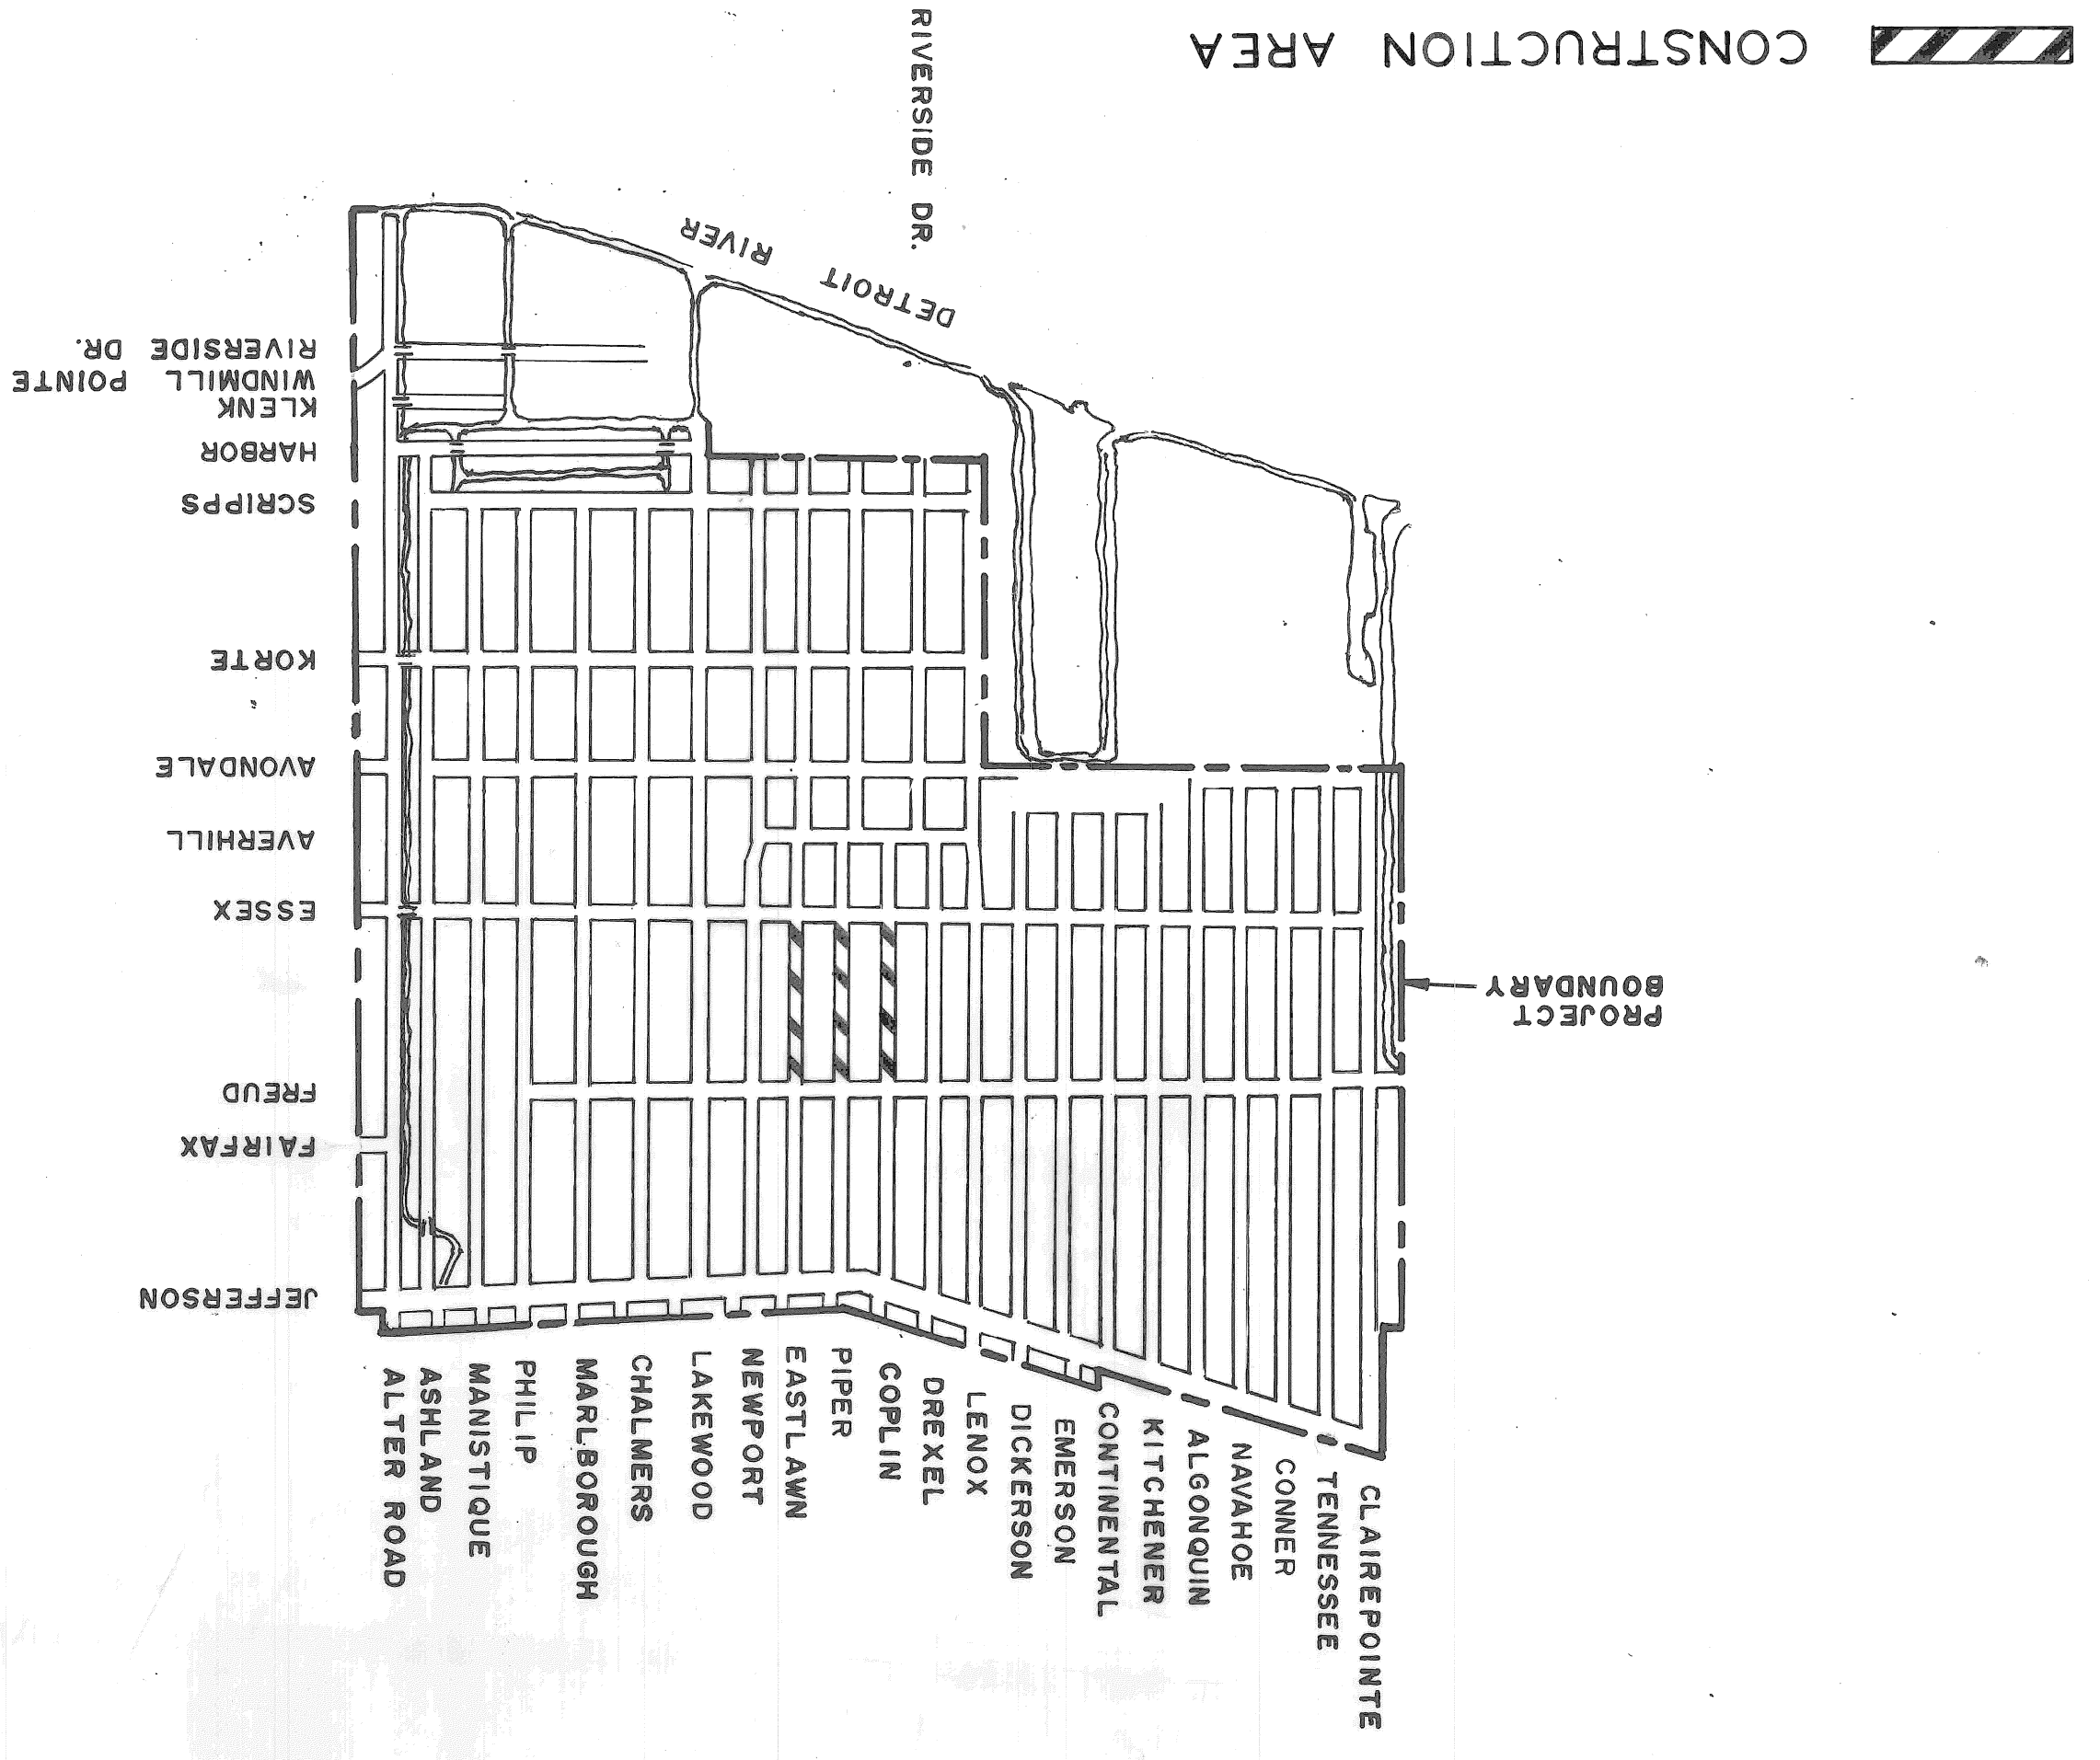 CLAIREPOINTE
TENNESSEE
CONNER
NAVAHOE
ALGONQUIN
KITCHENER
CONTINENTAL
EMERSON
DICKERSON
LENOX
DREXEL
COPLIN
PIPER
EASTLAWN
NEWPORT
LAKEWOOD
CHALMERS
MARLBOROUGH
PHILIP
MANISTIQUE
ASHLAND
ALTER ROAD
JEFFERSON
FAIRFAX
FREUD
PROJECT
BOUNDARY
ESSEX
AVERHILL
AVONDALE
KORTE
SCRIPPS
HARBOR
KLENK
WINDMILL POINTE
RIVERSIDE DR.
DETROIT RIVER
RIVERSIDE DR.
CONSTRUCTION AREA